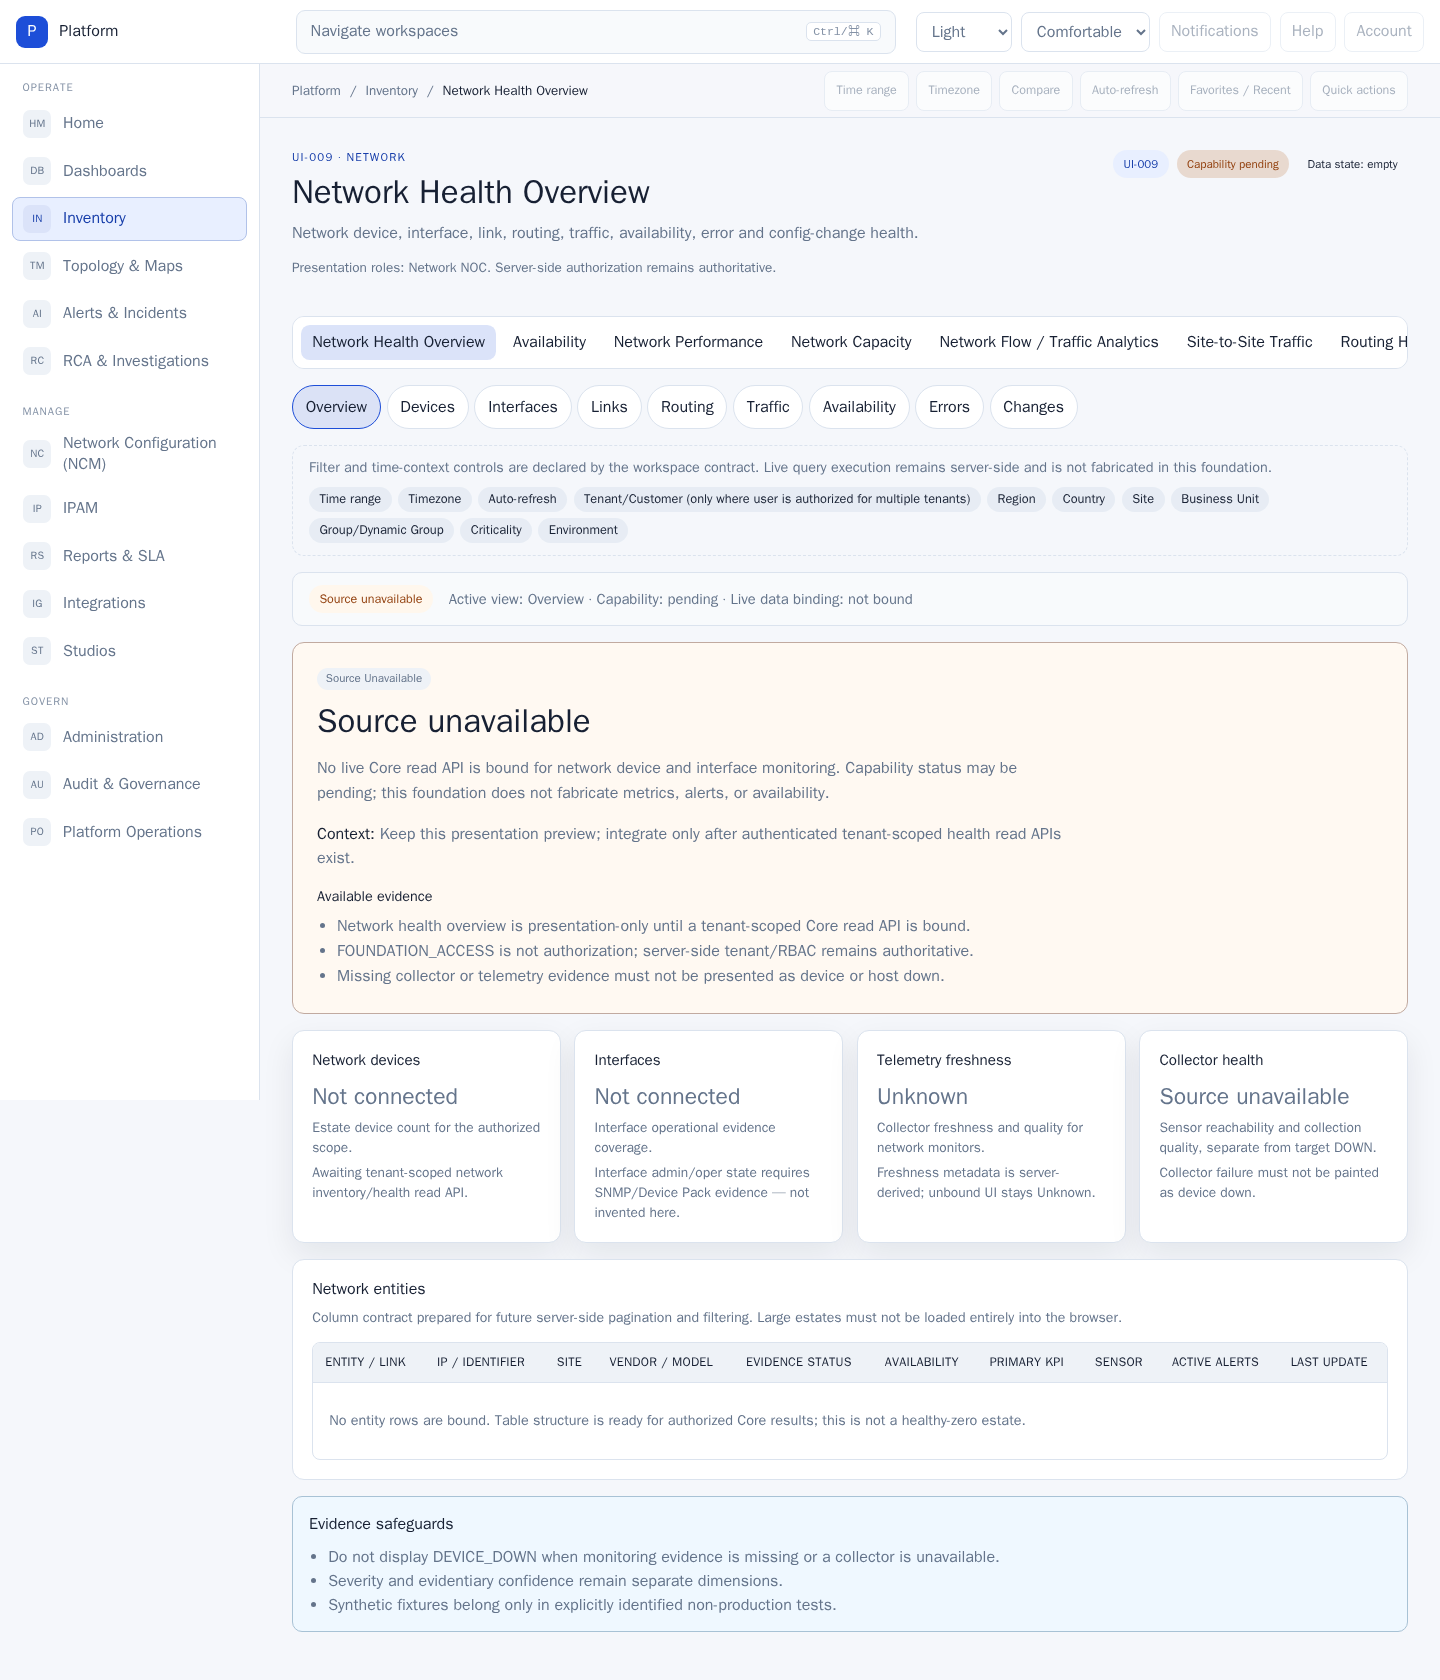 P Platform
Navigate workspaces Ctrl/⌘ K
Light Comfortable Notifications Help Account
OPERATE
HM Home
DB Dashboards
IN Inventory
TM Topology & Maps
AI Alerts & Incidents
RC RCA & Investigations
MANAGE
NC Network Configuration
(NCM)
IP IPAM
RS Reports & SLA
IG Integrations
ST Studios
GOVERN
AD Administration
AU Audit & Governance
PO Platform Operations
Platform / Inventory / Network Health Overview
Time range Timezone Compare Auto-refresh Favorites / Recent Quick actions
UI-009 · NETWORK
UI-009 Capability pending Data state: empty
Network Health Overview
Network device, interface, link, routing, traffic, availability, error and config-change health.
Presentation roles: Network NOC. Server-side authorization remains authoritative.
Network Health Overview Availability Network Performance Network Capacity Network Flow / Traffic Analytics Site-to-Site Traffic Routing H
Overview Devices Interfaces Links Routing Traffic Availability Errors Changes
Filter and time-context controls are declared by the workspace contract. Live query execution remains server-side and is not fabricated in this foundation.
Time range Timezone Auto-refresh Tenant/Customer (only where user is authorized for multiple tenants) Region Country Site Business Unit
Group/Dynamic Group Criticality Environment
Source unavailable Active view: Overview · Capability: pending · Live data binding: not bound
Source Unavailable
Source unavailable
No live Core read API is bound for network device and interface monitoring. Capability status may be
pending; this foundation does not fabricate metrics, alerts, or availability.
Context: Keep this presentation preview; integrate only after authenticated tenant-scoped health read APIs
exist.
Available evidence
• Network health overview is presentation-only until a tenant-scoped Core read API is bound.
• FOUNDATION_ACCESS is not authorization; server-side tenant/RBAC remains authoritative.
• Missing collector or telemetry evidence must not be presented as device or host down.
Network devices
Not connected
Estate device count for the authorized
scope.
Awaiting tenant-scoped network
inventory/health read API.
Interfaces
Not connected
Interface operational evidence
coverage.
Interface admin/oper state requires
SNMP/Device Pack evidence — not
invented here.
Telemetry freshness
Unknown
Collector freshness and quality for
network monitors.
Freshness metadata is server-
derived; unbound UI stays Unknown.
Collector health
Source unavailable
Sensor reachability and collection
quality, separate from target DOWN.
Collector failure must not be painted
as device down.
Network entities
Column contract prepared for future server-side pagination and filtering. Large estates must not be loaded entirely into the browser.
ENTITY / LINK IP / IDENTIFIER SITE VENDOR / MODEL EVIDENCE STATUS AVAILABILITY PRIMARY KPI SENSOR ACTIVE ALERTS LAST UPDATE
No entity rows are bound. Table structure is ready for authorized Core results; this is not a healthy-zero estate.
Evidence safeguards
• Do not display DEVICE_DOWN when monitoring evidence is missing or a collector is unavailable.
• Severity and evidentiary confidence remain separate dimensions.
• Synthetic fixtures belong only in explicitly identified non-production tests.